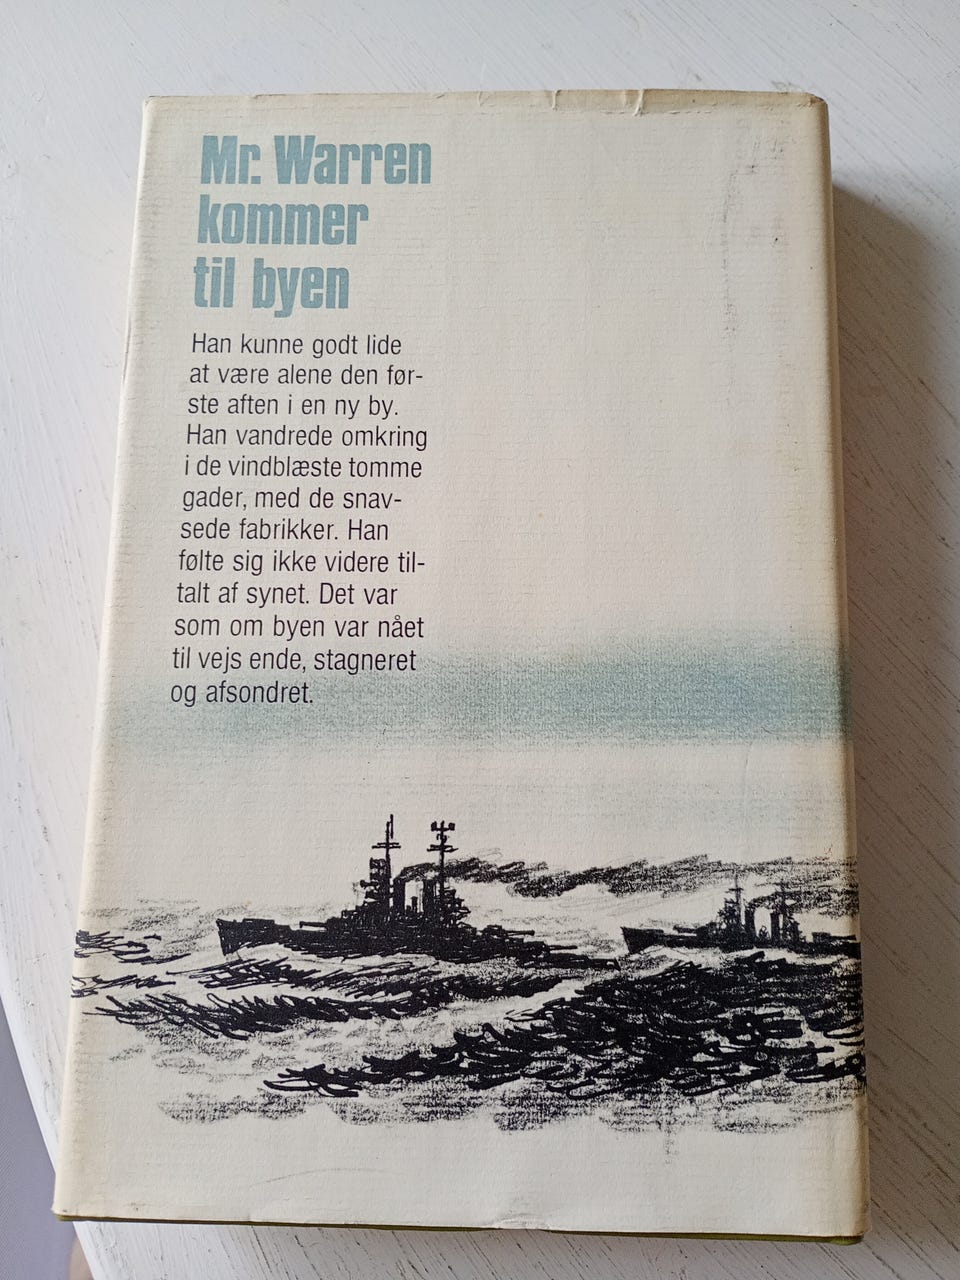 Mr. Warren
kommer
til byen
Han kunne godt lide
at være alene den før-
ste aften i en ny by.
Han vandrede omkring
i de vindblæste tomme
gader, med de snav-
sede fabrikker. Han
følte sig ikke videre til-
talt af synet. Det var
som om byen var nået
til vejs ende, stagneret
og afsondret.